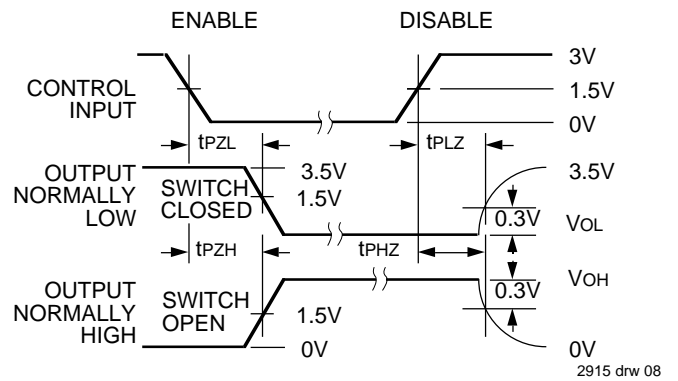 ENABLE DISABLE
3V
CONTROL
INPUT
1.5V
0V
tPZL tPLZ
OUTPUT
NORMALLY
LOW
SWITCH
CLOSED
3.5V
1.5V
3.5V
0.3V
VOL
tPZH tPHZ
OUTPUT
NORMALLY
HIGH
SWITCH
OPEN
1.5V
0V
0.3V
VOH
0V
2915 drw 08